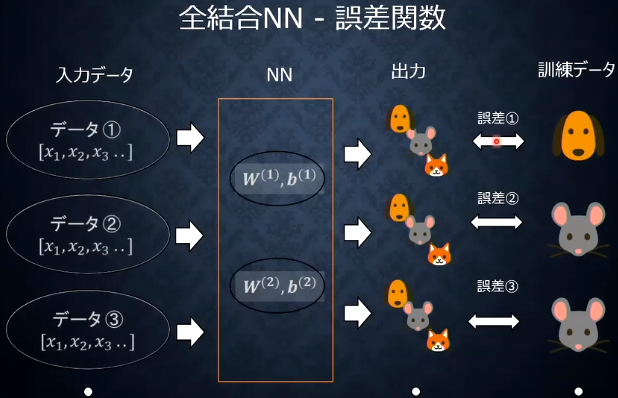 全結合NN - 誤差関数
入力データ
NN
出力
訓練データ
データ①
[x₁, x₂, x₃ ..]
誤差①
W⁽¹⁾, b⁽¹⁾
データ②
[x₁, x₂, x₃ ..]
誤差②
W⁽²⁾, b⁽²⁾
データ③
[x₁, x₂, x₃ ..]
誤差③